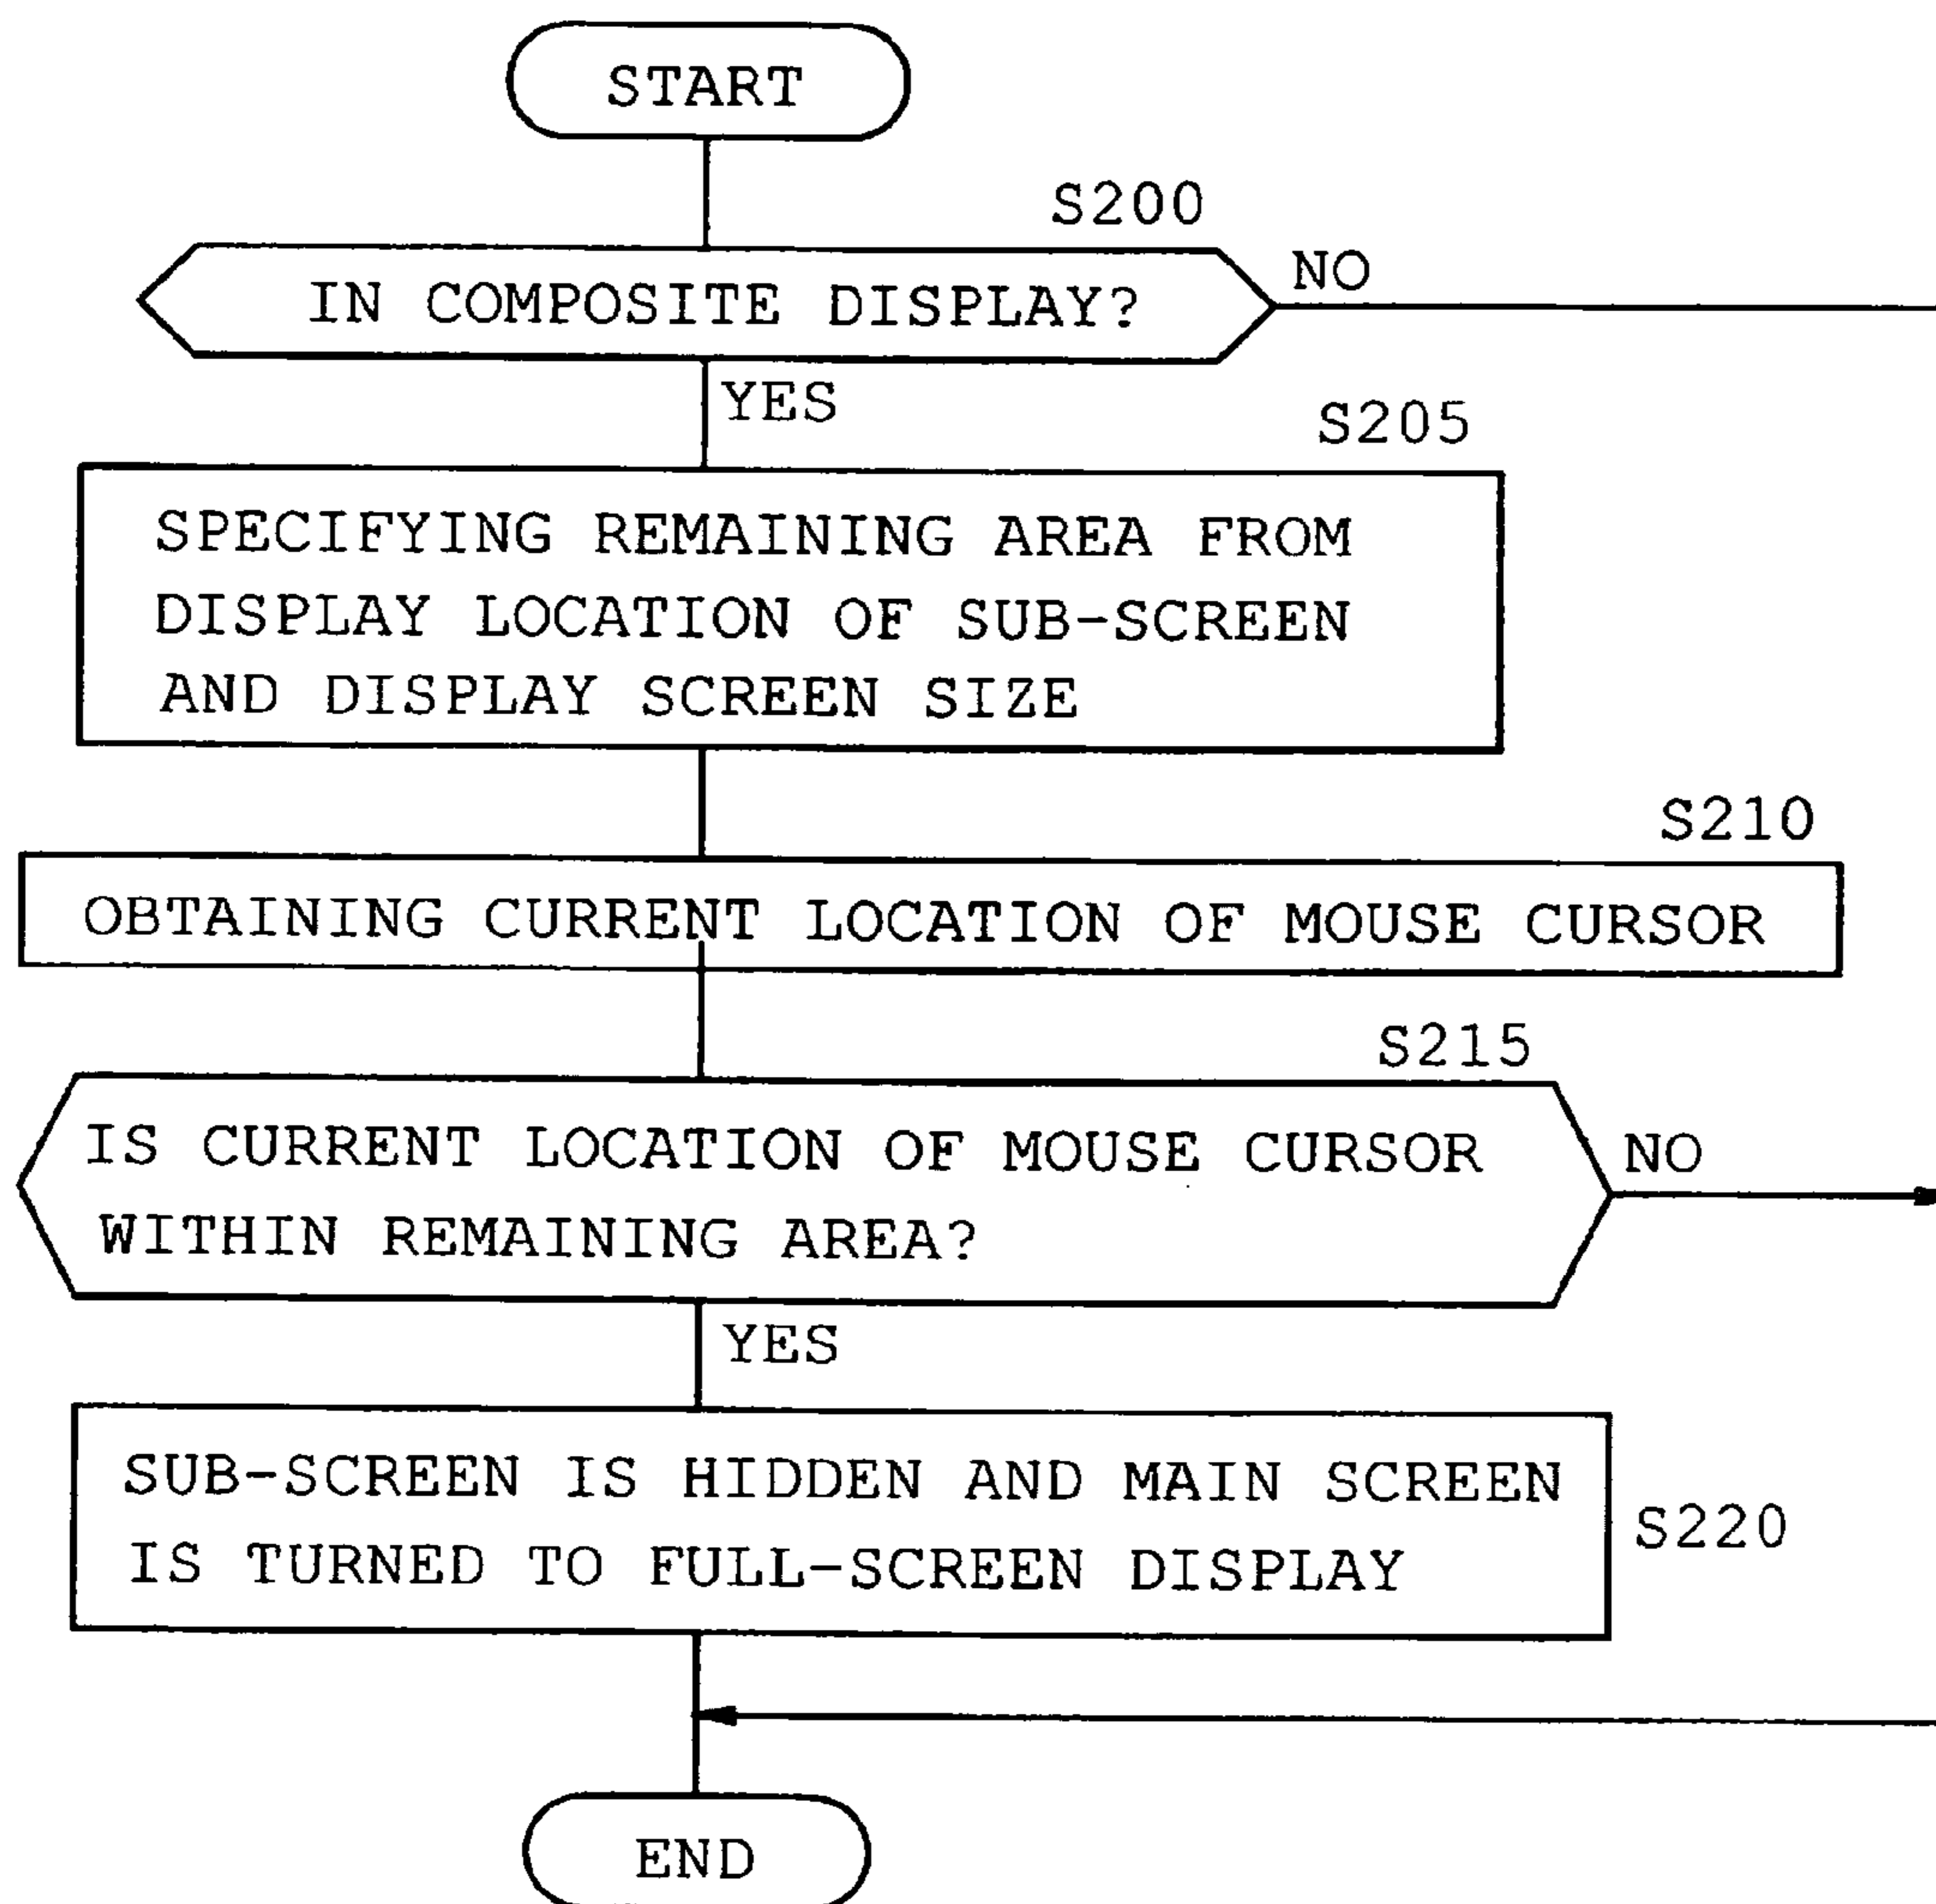 START
S200
IN COMPOSITE DISPLAY?
NO
YES
S205
SPECIFYING REMAINING AREA FROM
DISPLAY LOCATION OF SUB-SCREEN
AND DISPLAY SCREEN SIZE
S210
OBTAINING CURRENT LOCATION OF MOUSE CURSOR
S215
IS CURRENT LOCATION OF MOUSE CURSOR
WITHIN REMAINING AREA?
NO
YES
SUB-SCREEN IS HIDDEN AND MAIN SCREEN
IS TURNED TO FULL-SCREEN DISPLAY
S220
END